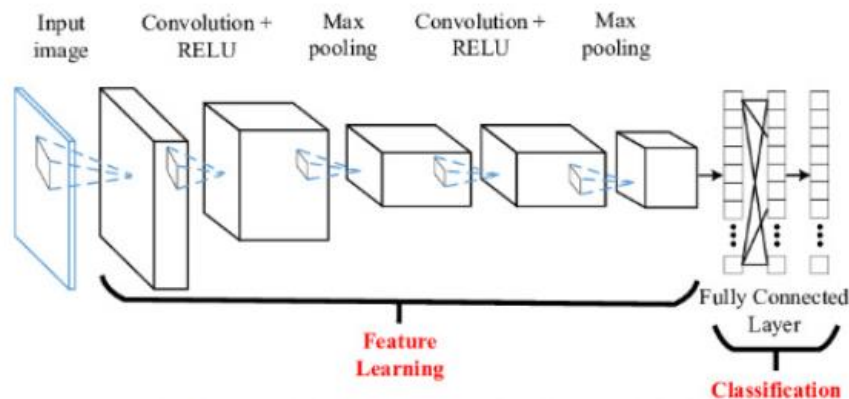 Input
image
Convolution +
RELU
Max
pooling
Convolution +
RELU
Max
pooling
Fully Connected
Layer
Feature
Learning
Classification